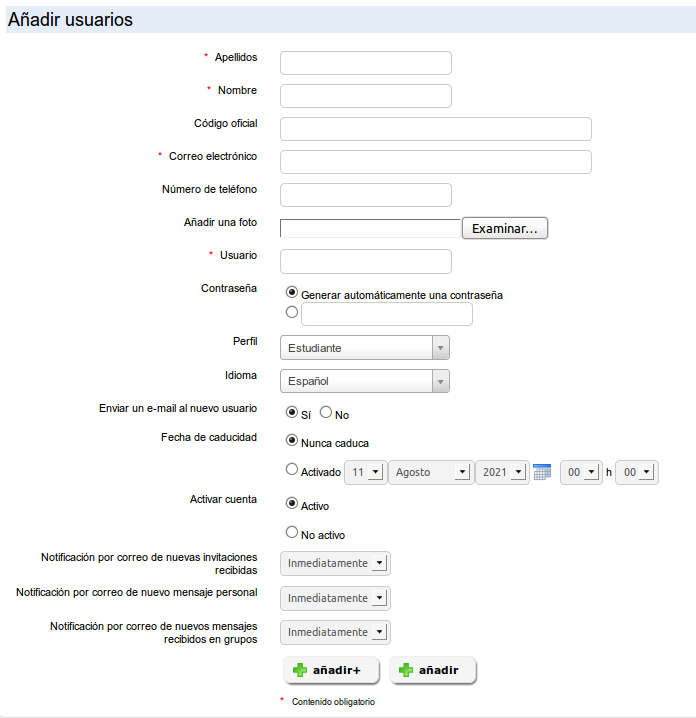 Añadir usuarios
* Apellidos
* Nombre
Código oficial
* Correo electrónico
Número de teléfono
Añadir una foto Examinar...
* Usuario
Contraseña
Generar automáticamente una contraseña
Perfil Estudiante
Idioma Español
Enviar un e-mail al nuevo usuario Sí No
Fecha de caducidad Nunca caduca
Activado 11 Agosto 2021 00 h 00
Activar cuenta Activo
No activo
Notificación por correo de nuevas invitaciones
recibidas Inmediatamente
Notificación por correo de nuevo mensaje personal Inmediatamente
Notificación por correo de nuevos mensajes
recibidos en grupos Inmediatamente
añadir+ añadir
* Contenido obligatorio